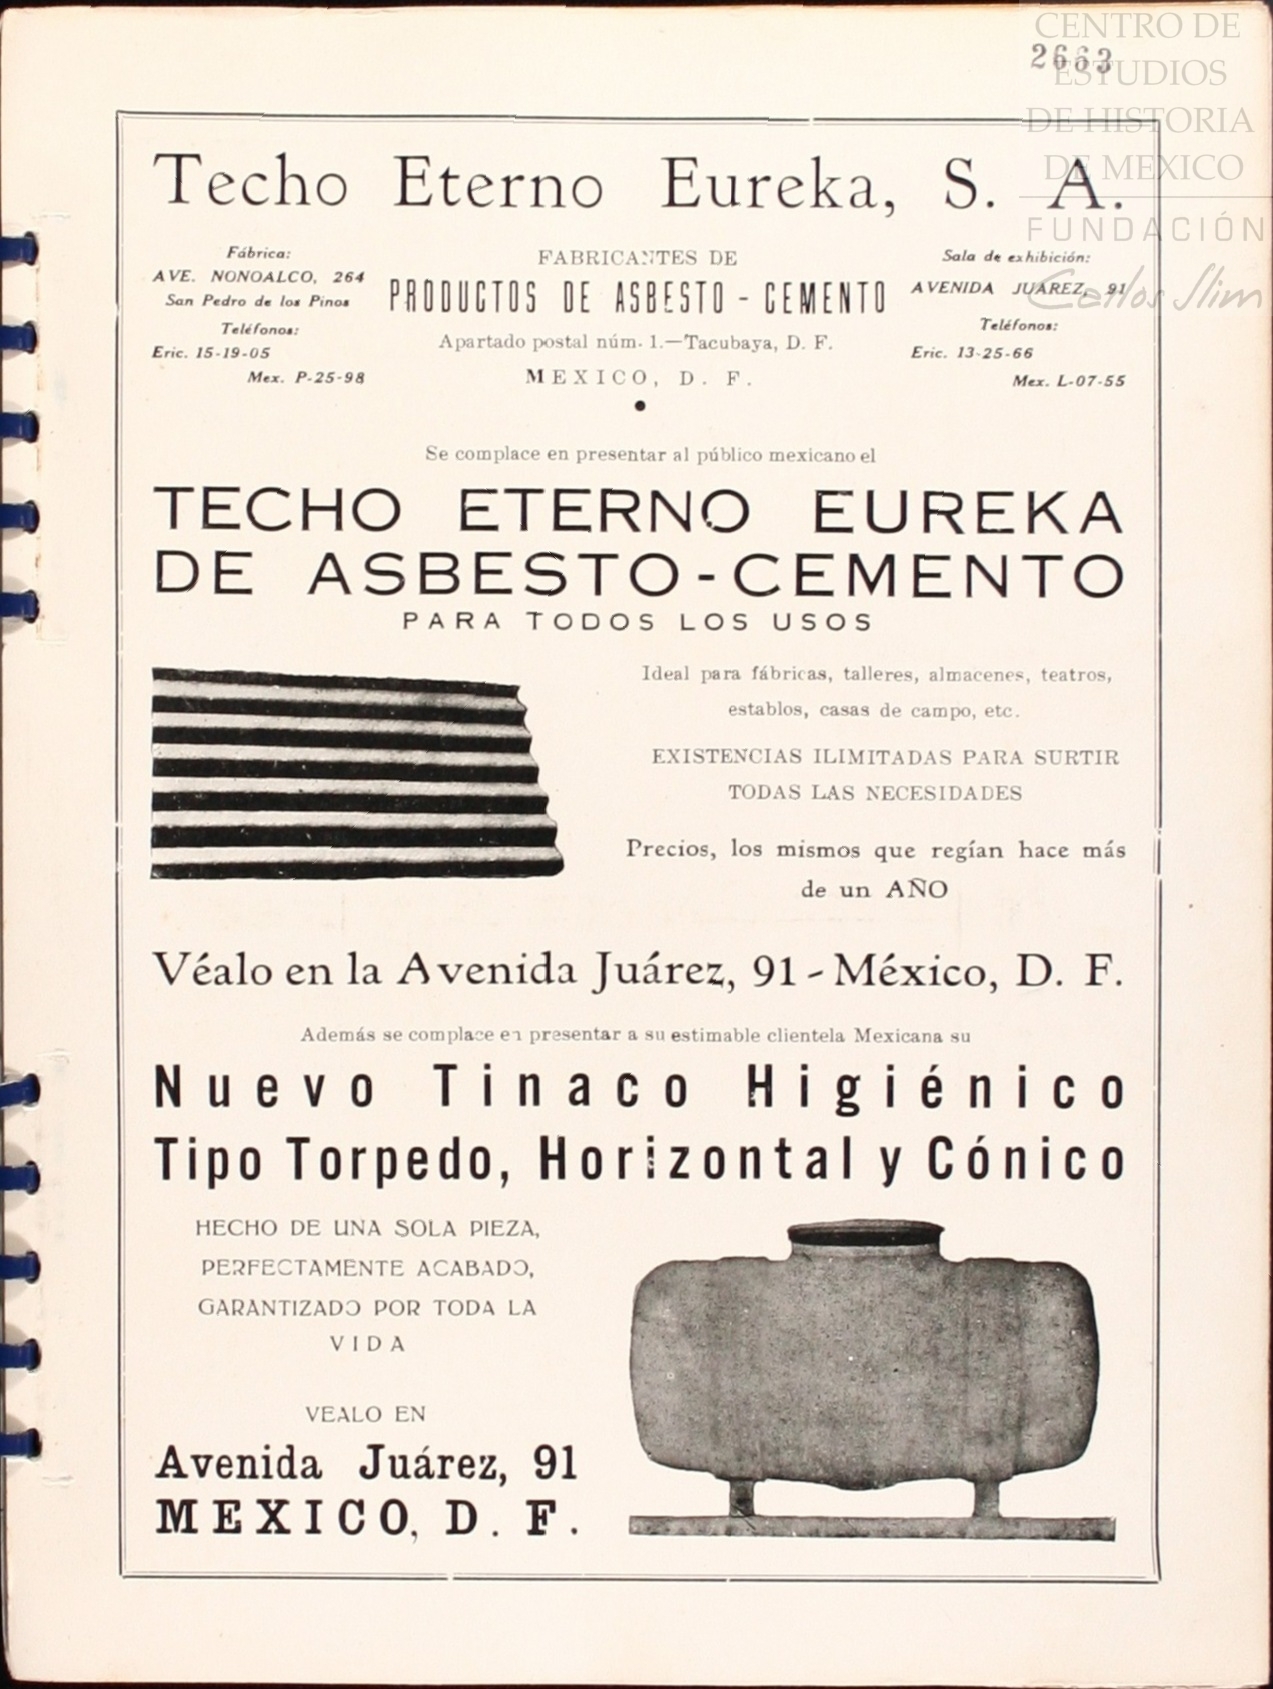 2663
CENTRO DE
ESTUDIOS
DE HISTORIA
DE MEXICO
FUNDACIÓN
Carlos Slim
Techo Eterno Eureka, S. A.
Fábrica:
AVE. NONOALCO, 264
San Pedro de los Pinos
Teléfonos:
Eric. 15-19-05
Mex. P-25-98
FABRICANTES DE
PRODUCTOS DE ASBESTO - CEMENTO
Apartado postal núm. 1.—Tacubaya, D. F.
MEXICO, D. F.
Sala de exhibición:
AVENIDA JUAREZ, 91
Teléfonos:
Eric. 13-25-66
Mex. L-07-55
Se complace en presentar al público mexicano el
TECHO ETERNO EUREKA
DE ASBESTO-CEMENTO
PARA TODOS LOS USOS
Ideal para fábricas, talleres, almacenes, teatros,
establos, casas de campo, etc.
EXISTENCIAS ILIMITADAS PARA SURTIR
TODAS LAS NECESIDADES
Precios, los mismos que regían hace más
de un AÑO
Véalo en la Avenida Juárez, 91 - México, D. F.
Además se complace en presentar a su estimable clientela Mexicana su
Nuevo Tinaco Higiénico
Tipo Torpedo, Horizontal y Cónico
HECHO DE UNA SOLA PIEZA,
PERFECTAMENTE ACABADO,
GARANTIZADO POR TODA LA
VIDA
VEALO EN
Avenida Juárez, 91
MEXICO, D. F.